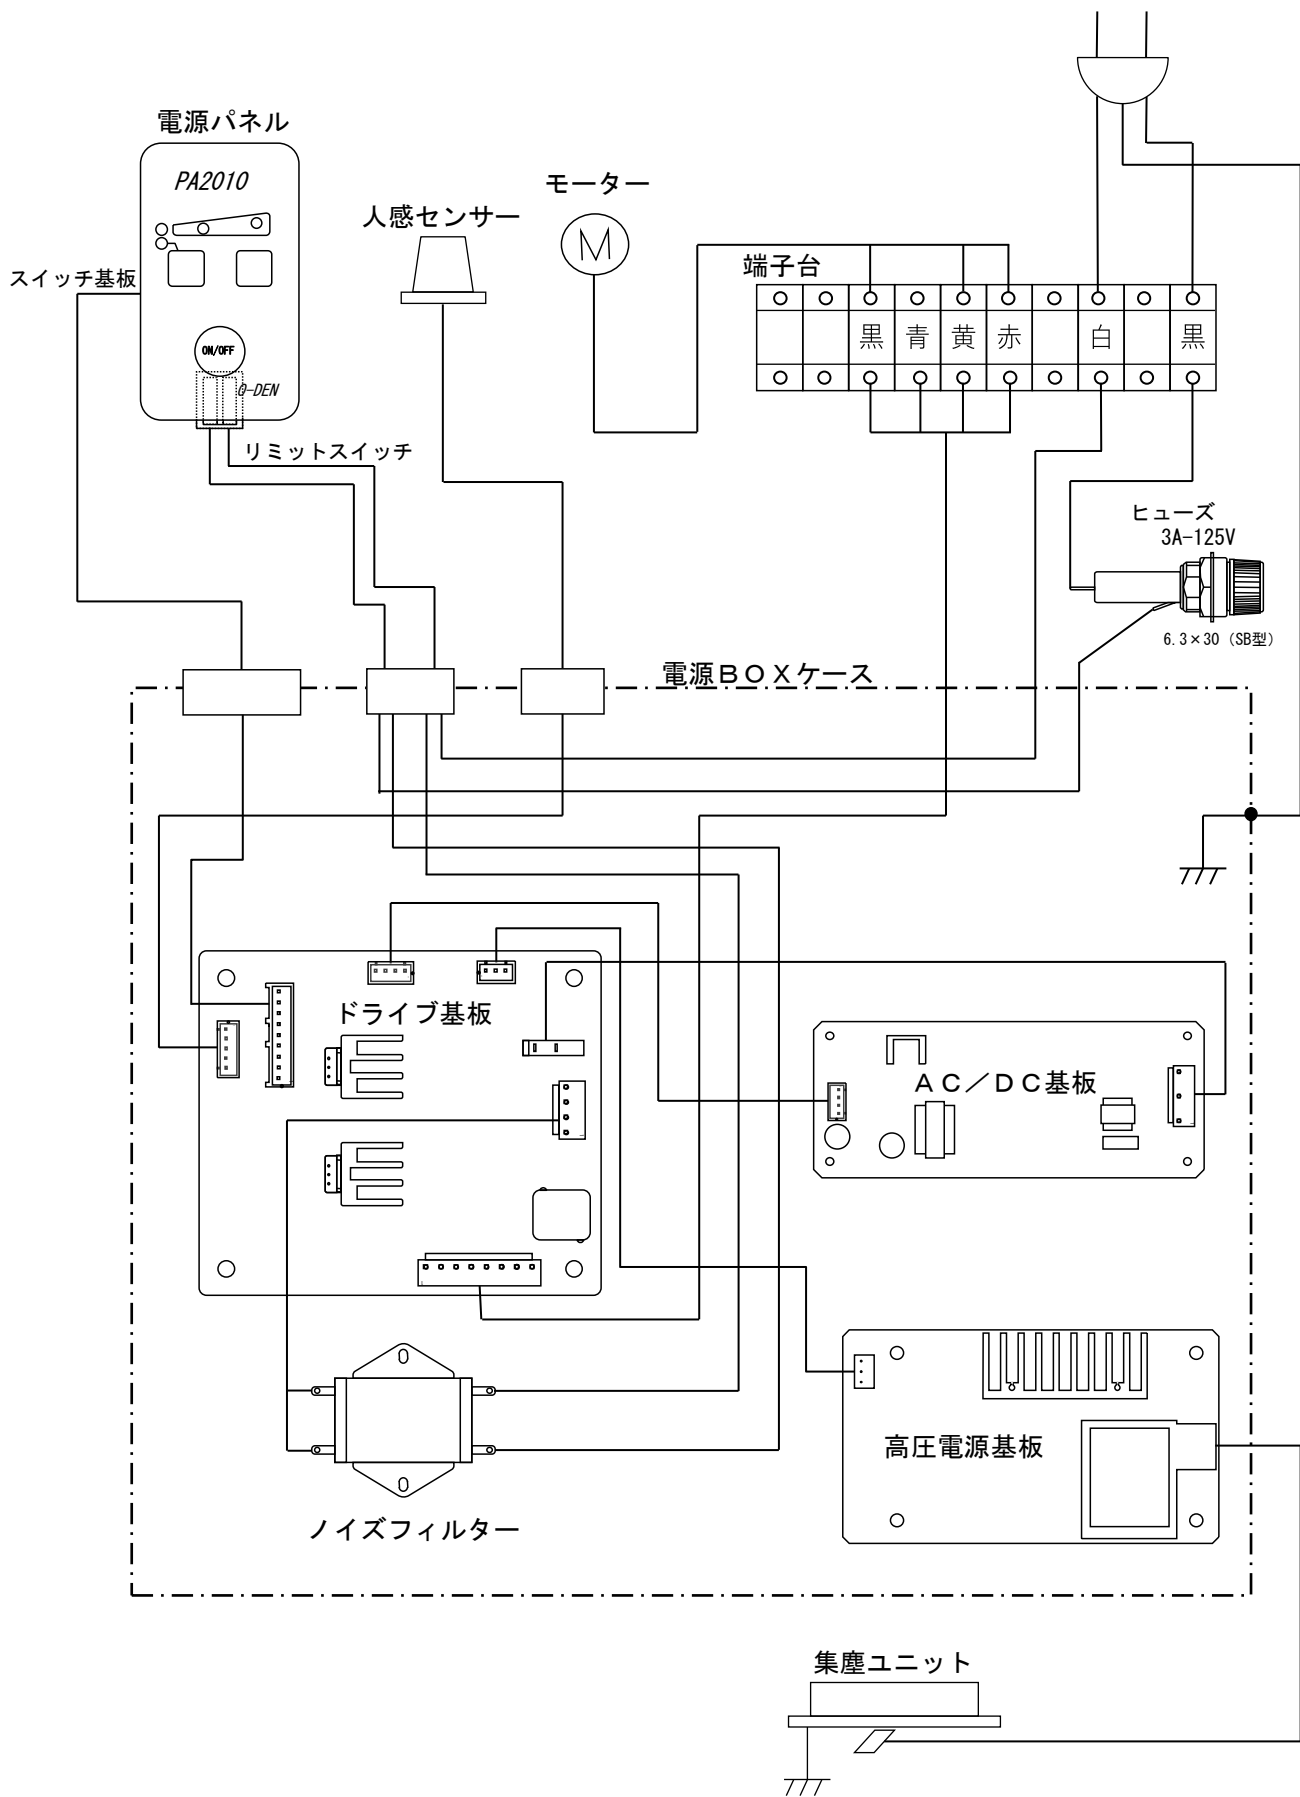 電源パネル
PA2010
スイッチ基板
ON/OFF
O-DEN
リミットスイッチ
人感センサー
モーター
M
端子台
黒 青 黄 赤 白 黒
ヒューズ
3A-125V
6.3×30 (SB型)
電源BOXケース
ドライブ基板
AC/DC基板
高圧電源基板
ノイズフィルター
集塵ユニット